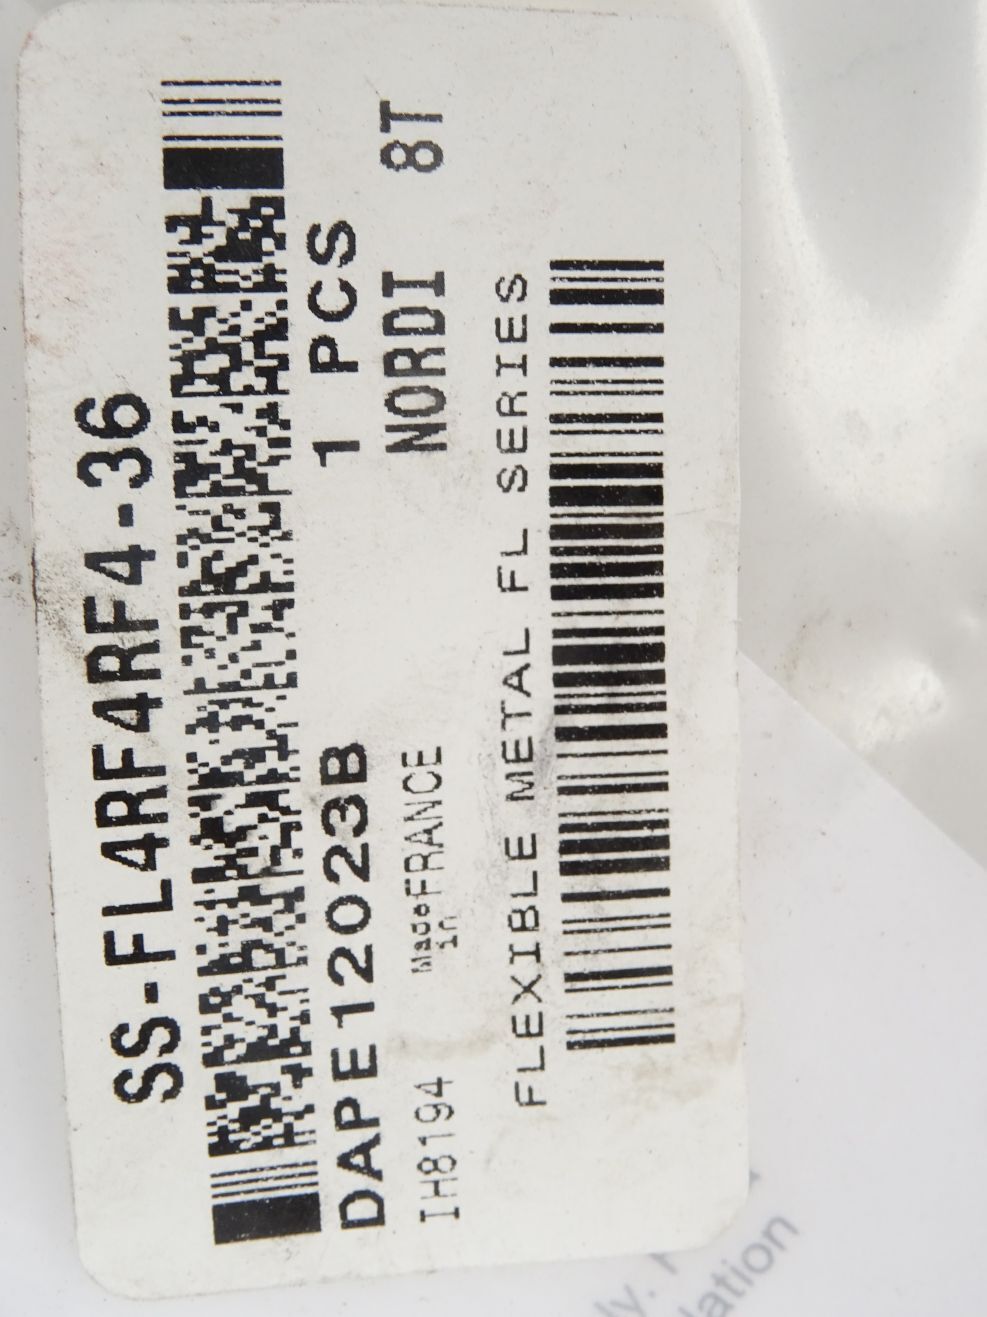 SS-FL4RF4RF4-36
DAPE12023B 1 PCS
IH8194 Made in FRANCE NORDI 8T
FLEXIBLE METAL FL SERIES
lation